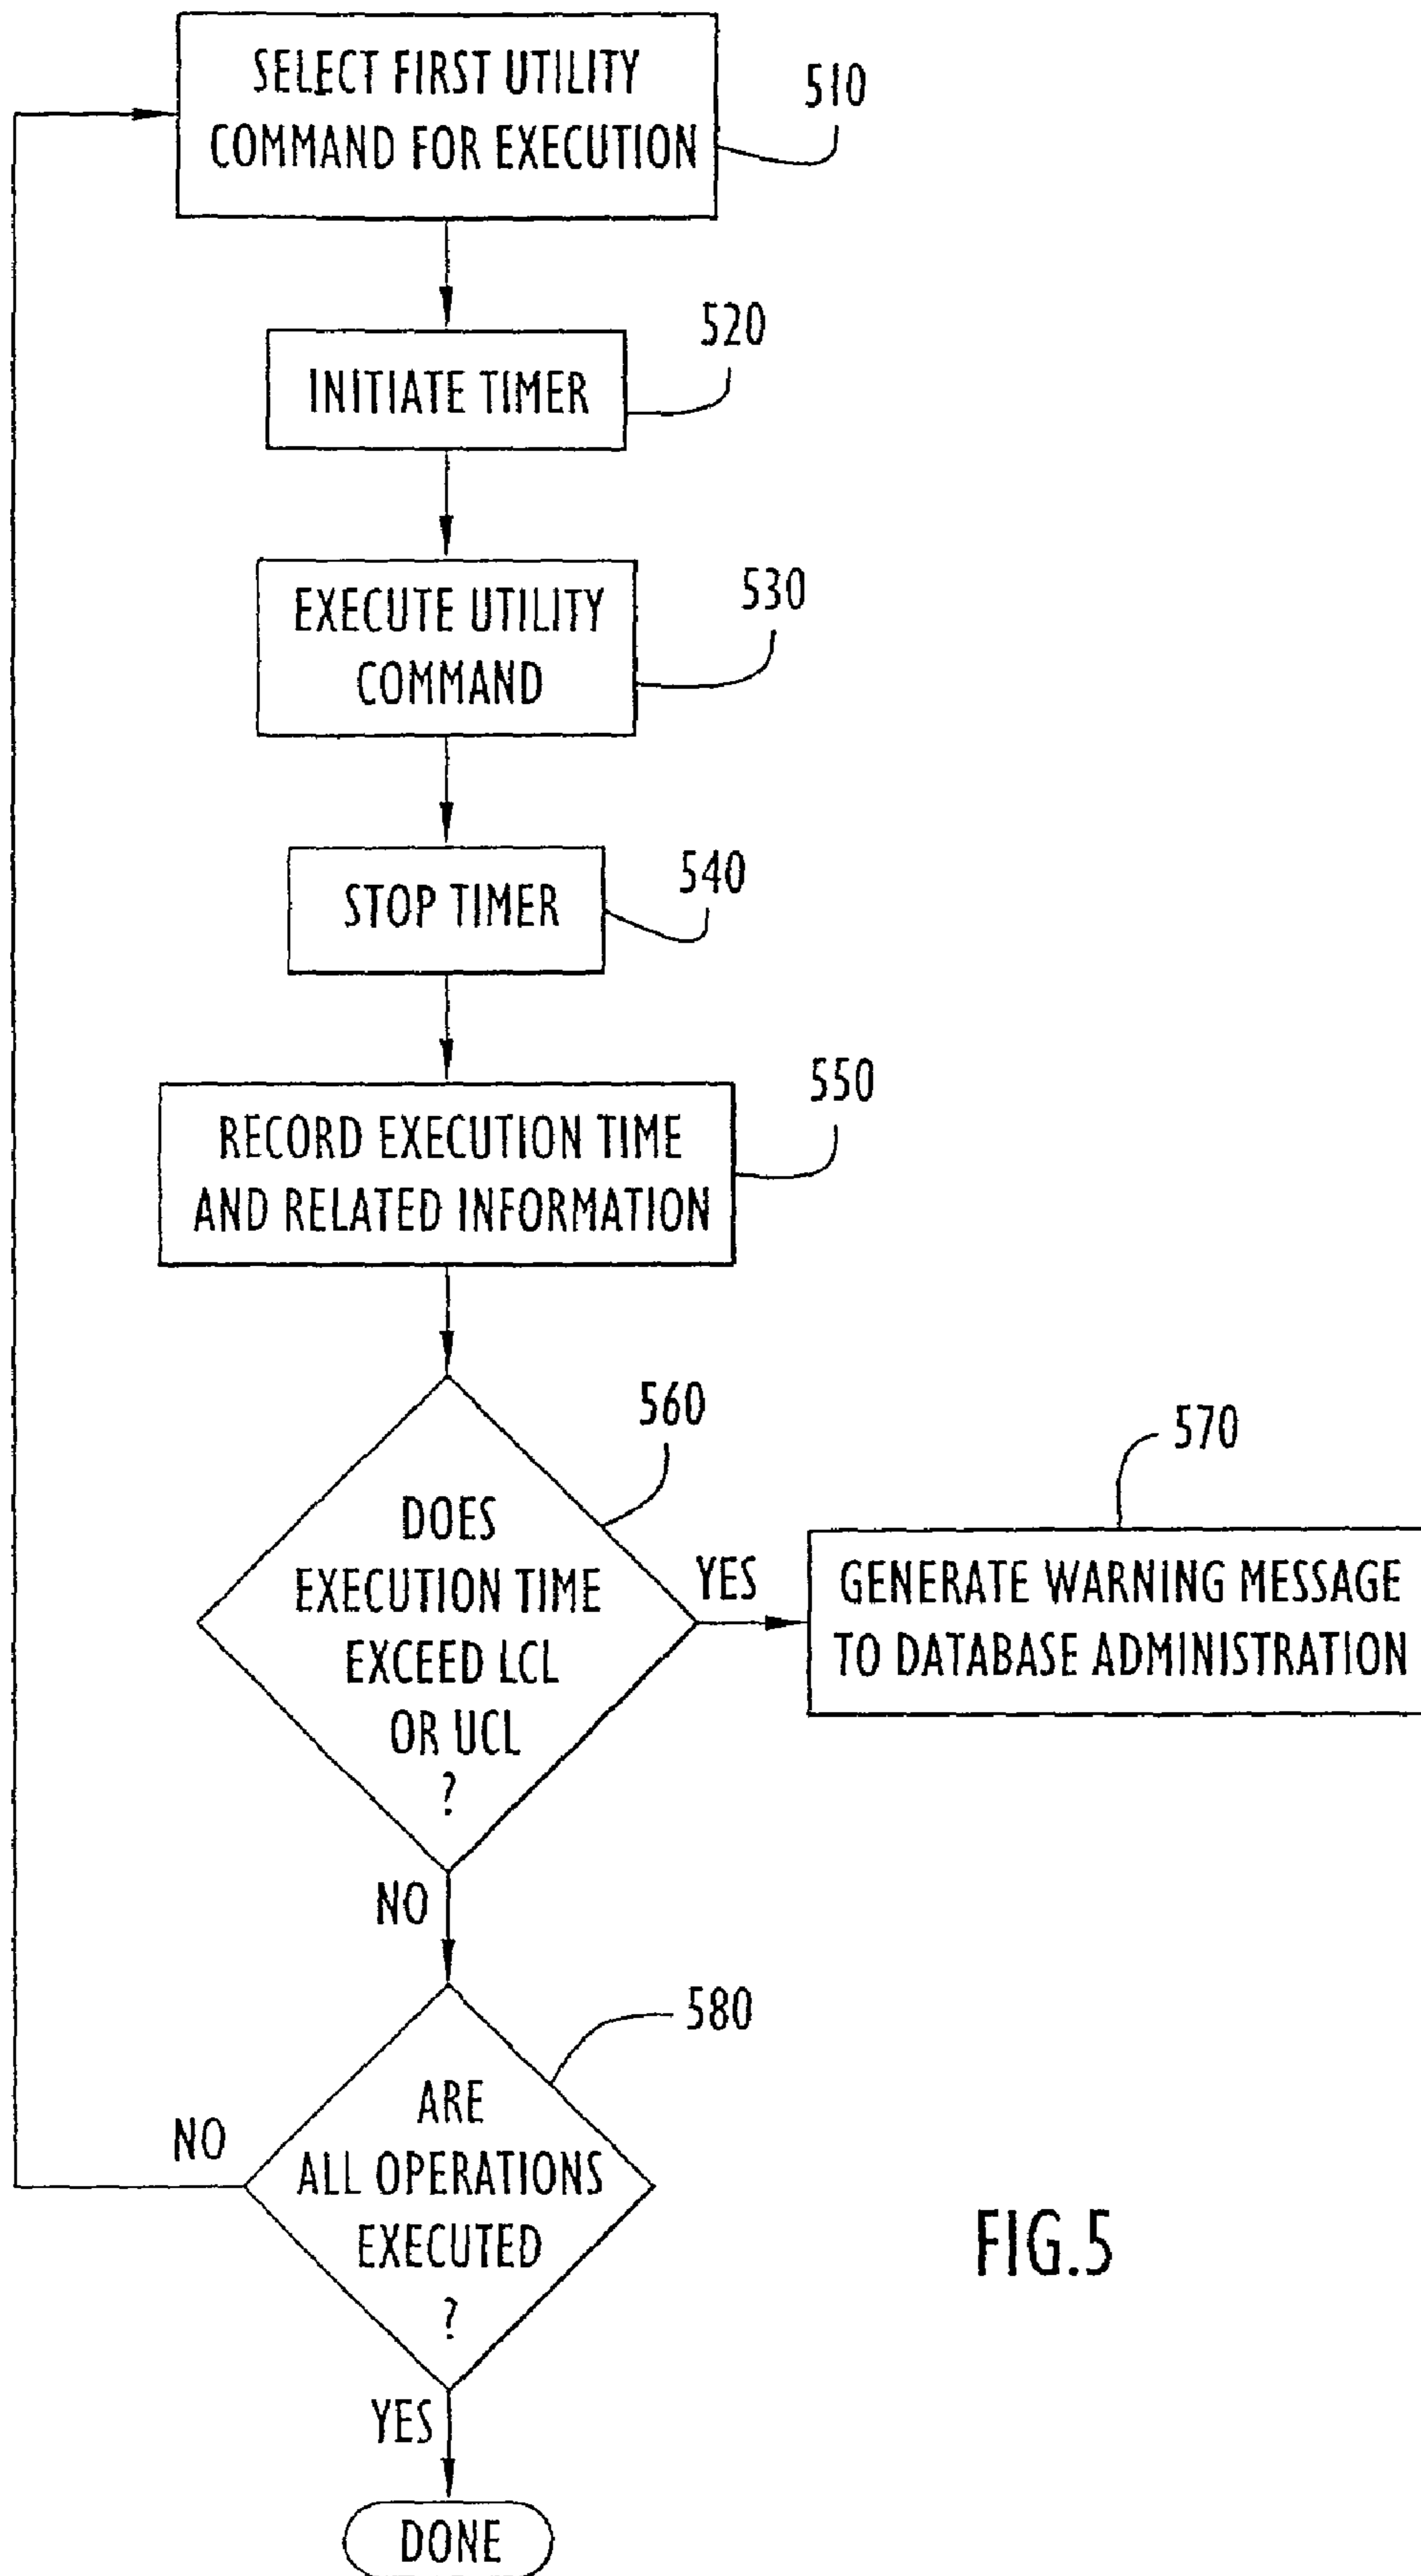 SELECT FIRST UTILITY
COMMAND FOR EXECUTION
510
INITIATE TIMER
520
EXECUTE UTILITY
COMMAND
530
STOP TIMER
540
RECORD EXECUTION TIME
AND RELATED INFORMATION
550
DOES
EXECUTION TIME
EXCEED LCL
OR UCL
?
560
YES
GENERATE WARNING MESSAGE
TO DATABASE ADMINISTRATION
570
NO
ARE
ALL OPERATIONS
EXECUTED
?
580
NO
YES
DONE
FIG.5